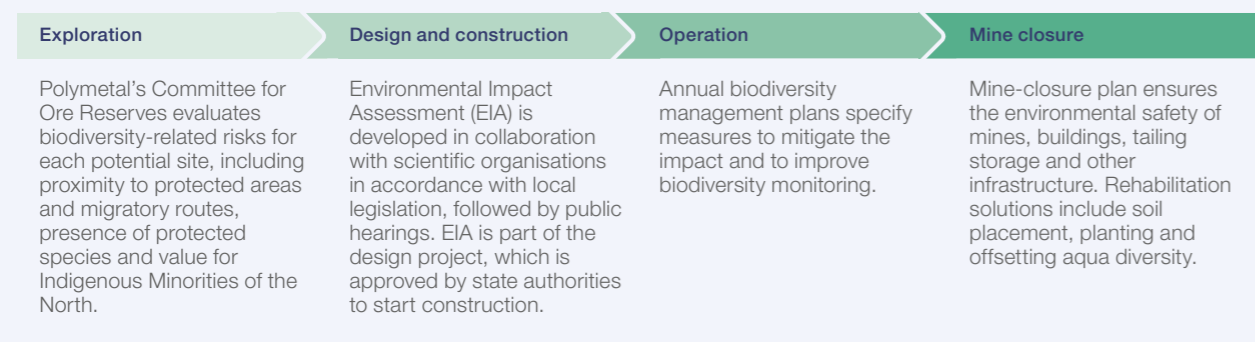 Exploration
Polymetal's Committee for
Ore Reserves evaluates
biodiversity-related risks for
each potential site, including
proximity to protected areas
and migratory routes,
presence of protected
species and value for
Indigenous Minorities of the
North.
Design and construction
Environmental Impact
Assessment (EIA) is
developed in collaboration
with scientific organisations
in accordance with local
legislation, followed by public
hearings. EIA is part of the
design project, which is
approved by state authorities
to start construction.
Operation
Annual biodiversity
management plans specify
measures to mitigate the
impact and to improve
biodiversity monitoring.
Mine closure
Mine-closure plan ensures
the environmental safety of
mines, buildings, tailing
storage and other
infrastructure. Rehabilitation
solutions include soil
placement, planting and
offsetting aqua diversity.